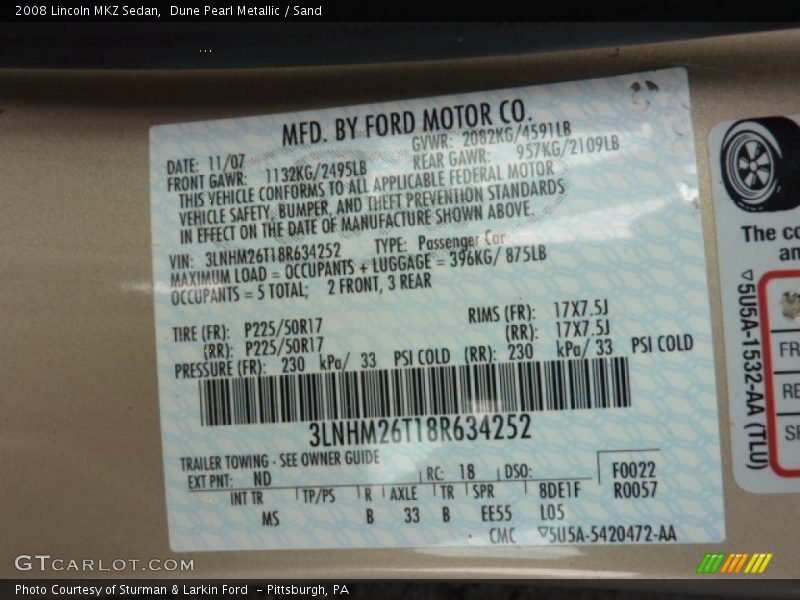 2008 Lincoln MKZ Sedan,  Dune Pearl Metallic / Sand
MFD. BY FORD MOTOR CO.
DATE: 11/07 GVWR: 2082KG/4591LB
FRONT GAWR: 1132KG/2495LB REAR GAWR: 957KG/2109LB
THIS VEHICLE CONFORMS TO ALL APPLICABLE FEDERAL MOTOR
VEHICLE SAFETY, BUMPER, AND THEFT PREVENTION STANDARDS
IN EFFECT ON THE DATE OF MANUFACTURE SHOWN ABOVE.
VIN: 3LNHM26T18R634252 TYPE: Passenger Car
MAXIMUM LOAD = OCCUPANTS + LUGGAGE = 396KG/ 875LB
OCCUPANTS = 5 TOTAL; 2 FRONT, 3 REAR
TIRE (FR): P225/50R17 RIMS (FR): 17X7.5J
(RR): P225/50R17 (RR): 17X7.5J
PRESSURE (FR): 230 kPa/ 33 PSI COLD (RR): 230 kPa/ 33 PSI COLD
3LNHM26T18R634252
TRAILER TOWING - SEE OWNER GUIDE
EXT PNT: ND RC: 18 DSO: F0022
INT TR TP/PS R AXLE TR SPR 8DE1F R0057
MS B 33 B EE55 L05
CMC ▽5U5A-5420472-AA
The co
an
▽5U5A-1532-AA (TLU)
FR
RE
SP
GTCARLOT.COM
Photo Courtesy of Sturman & Larkin Ford  - Pittsburgh, PA